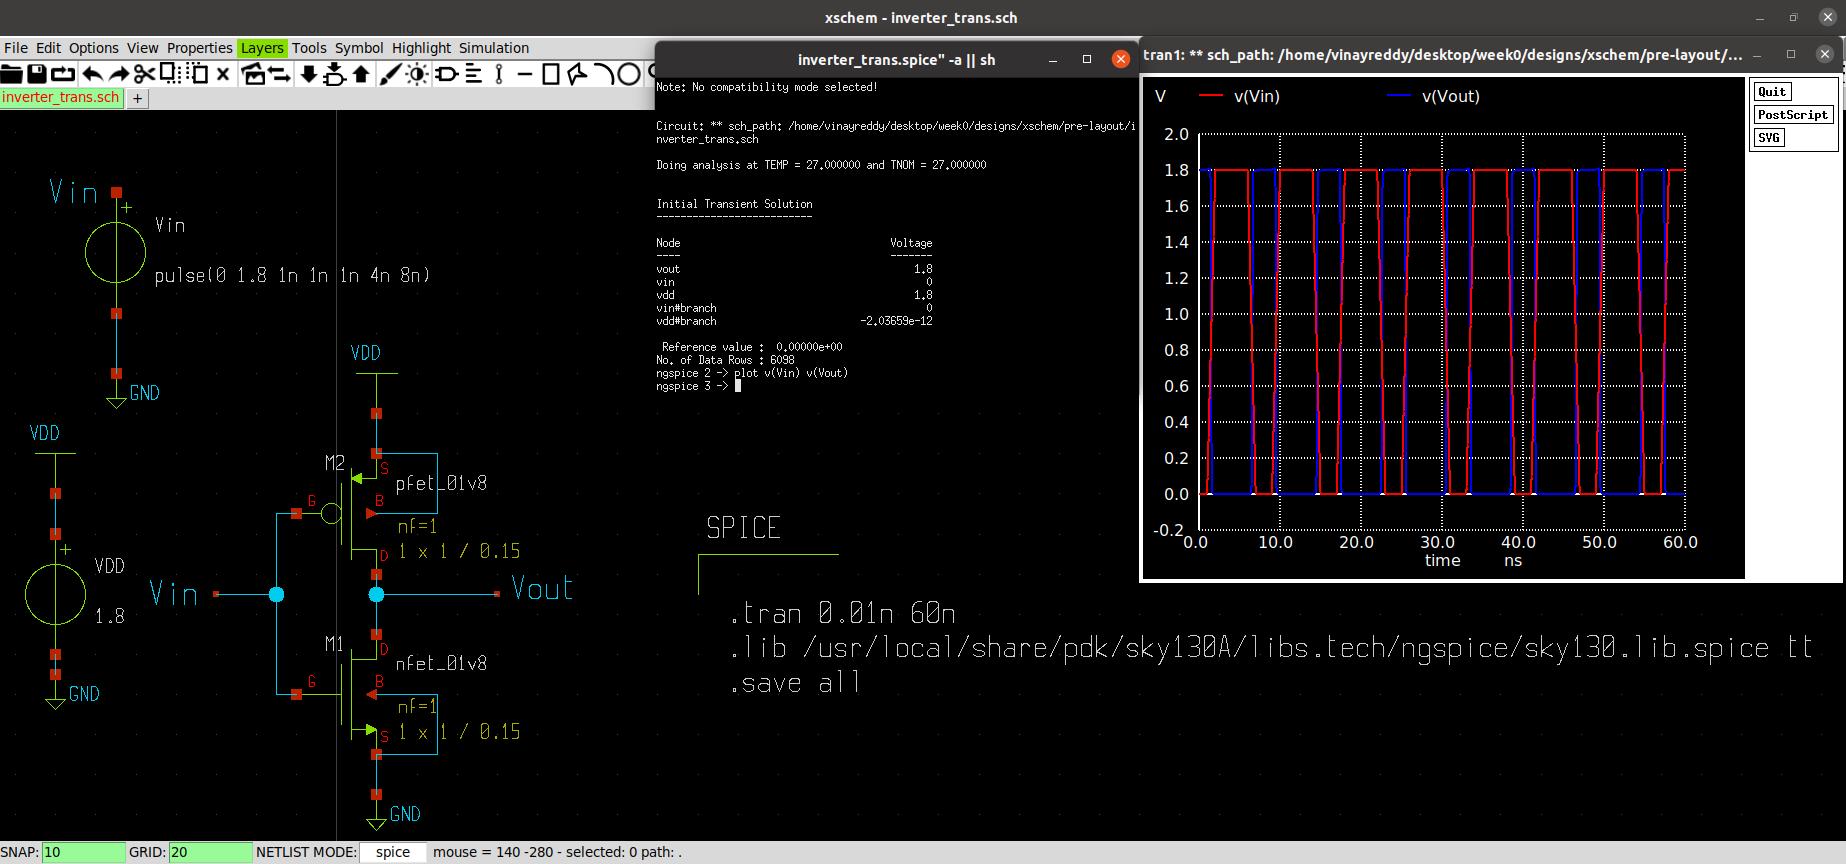 xschem - inverter_trans.sch
File Edit Options View Properties Layers Tools Symbol Highlight Simulation
inverter_trans.sch +
Vin
+
Vin
pulse(0 1.8 1n 1n 1n 4n 8n)
GND
VDD
+
VDD
1.8
GND
VDD
M2
S
pfet_01v8
G
B
nf=1
D
1 x 1 / 0.15
Vin
Vout
M1
D
nfet_01v8
G
B
nf=1
S
1 x 1 / 0.15
GND
SPICE
.tran 0.01n 60n
.lib /usr/local/share/pdk/sky130A/libs.tech/ngspice/sky130.lib.spice tt
.save all
inverter_trans.spice" -a || sh
Note: No compatibility mode selected!
Circuit: ** sch_path: /home/vinayreddy/desktop/week0/designs/xschem/pre-layout/i
nverter_trans.sch
Doing analysis at TEMP = 27.000000 and TNOM = 27.000000
Initial Transient Solution
--------------------------
Node Voltage
---- -------
vout 1.8
vin 0
vdd 1.8
vin#branch 0
vdd#branch -2.03659e-12
Reference value : 0.00000e+00
No. of Data Rows : 6098
ngspice 2 -> plot v(Vin) v(Vout)
ngspice 3 ->
tran1: ** sch_path: /home/vinayreddy/desktop/week0/designs/xschem/pre-layout/...
V v(Vin) v(Vout)
2.0
1.8
1.6
1.4
1.2
1.0
0.8
0.6
0.4
0.2
0.0
-0.2
0.0 10.0 20.0 30.0 40.0 50.0 60.0
time ns
Quit
PostScript
SVG
SNAP: 10 GRID: 20 NETLIST MODE: spice mouse = 140 -280 - selected: 0 path: .